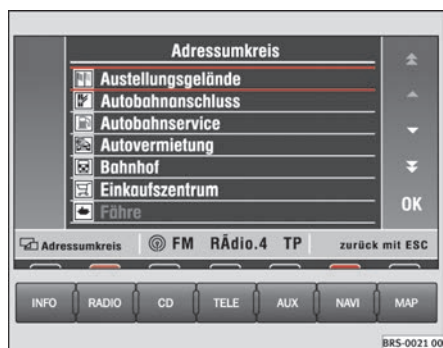 Adressumkreis
Austellungsgelände
Autobahnanschluss
Autobahnservice
Autovermietung
Bahnhof
Einkaufszentrum
Fähre
OK
Adressumkreis FM RÄdio.4 TP zurück mit ESC
INFO RADIO CD TELE AUX NAVI MAP
BRS-0021 00